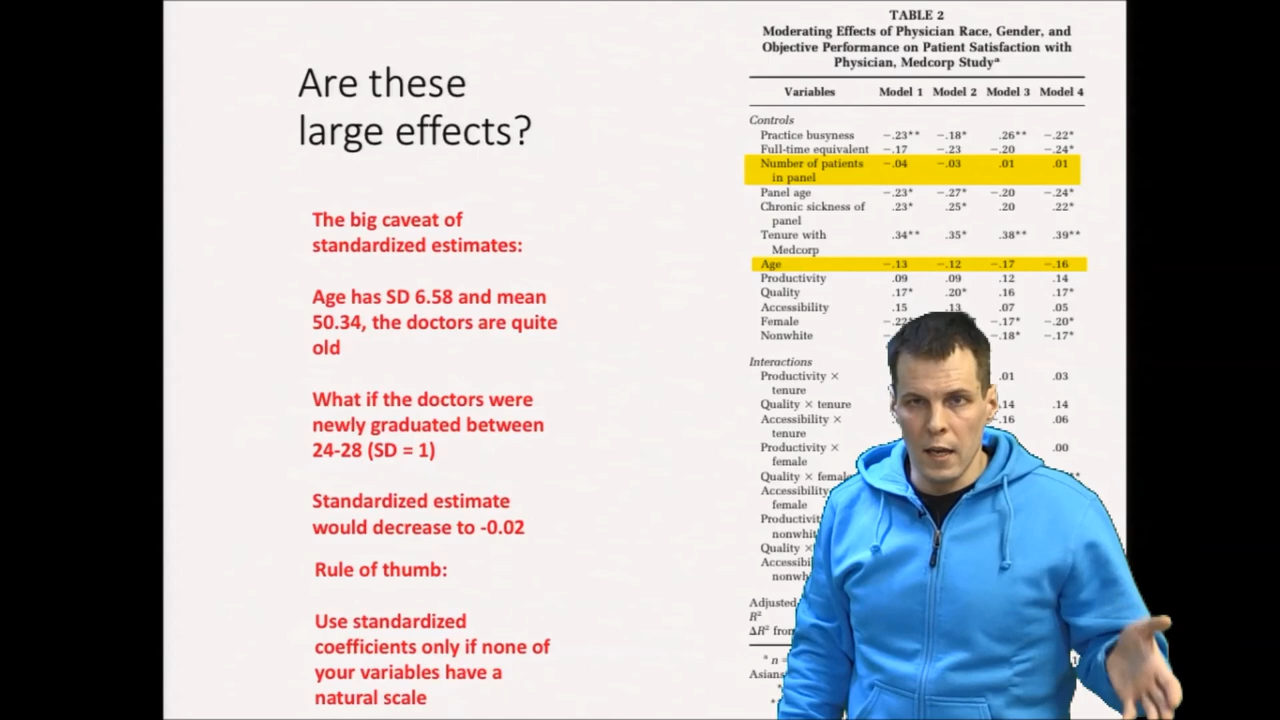 Are these
large effects?
The big caveat of
standardized estimates:
Age has SD 6.58 and mean
50.34, the doctors are quite
old
What if the doctors were
newly graduated between
24-28 (SD = 1)
Standardized estimate
would decrease to -0.02
Rule of thumb:
Use standardized
coefficients only if none of
your variables have a
natural scale
TABLE 2
Moderating Effects of Physician Race, Gender, and
Objective Performance on Patient Satisfaction with
Physician, Medcorp Studyª
Variables Model 1 Model 2 Model 3 Model 4
Controls
Practice busyness −.23** −.18* .26** −.22*
Full-time equivalent −.17 −.23 −.20 −.24*
Number of patients −.04 −.03 .01 .01
in panel
Panel age −.23* −.27* −.20 −.24*
Chronic sickness of .23* .25* .20 .22*
panel
Tenure with .34** .35* .38** .39**
Medcorp
Age −.13 −.12 −.17 −.16
Productivity .09 .09 .12 .14
Quality .17* .20* .16 .17*
Accessibility .15 .13 .07 .05
Female −.22 −.17* −.20*
Nonwhite −.18* −.17*
Interactions
Productivity × .01 .03
tenure
Quality × tenure .14 .14
Accessibility × −.16 .06
tenure
Productivity × .00
female
Quality × female
Accessibility
female
Quality ×
Adjusted
R²
ΔR² from
ª n =
Asians